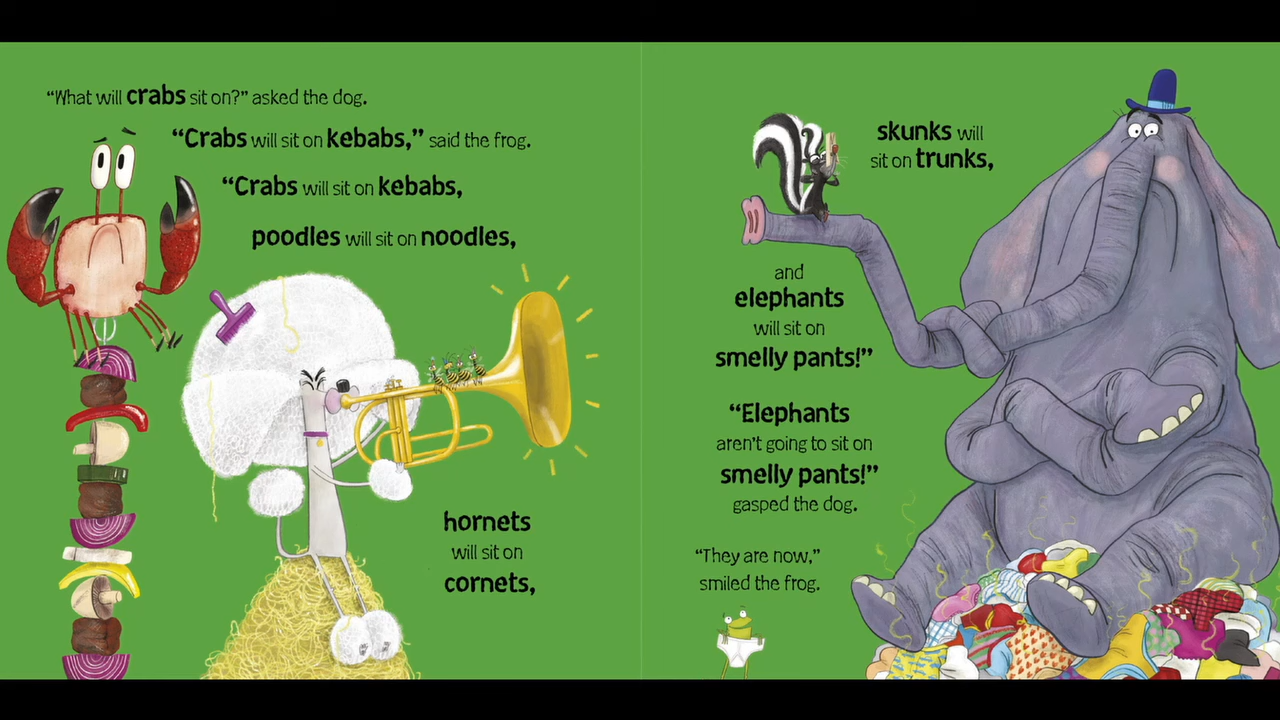 “What will crabs sit on?” asked the dog.
“Crabs will sit on kebabs,” said the frog.
“Crabs will sit on kebabs,
poodles will sit on noodles,
hornets
will sit on
cornets,
skunks will
sit on trunks,
and
elephants
will sit on
smelly pants!”
“Elephants
aren’t going to sit on
smelly pants!”
gasped the dog.
“They are now,”
smiled the frog.